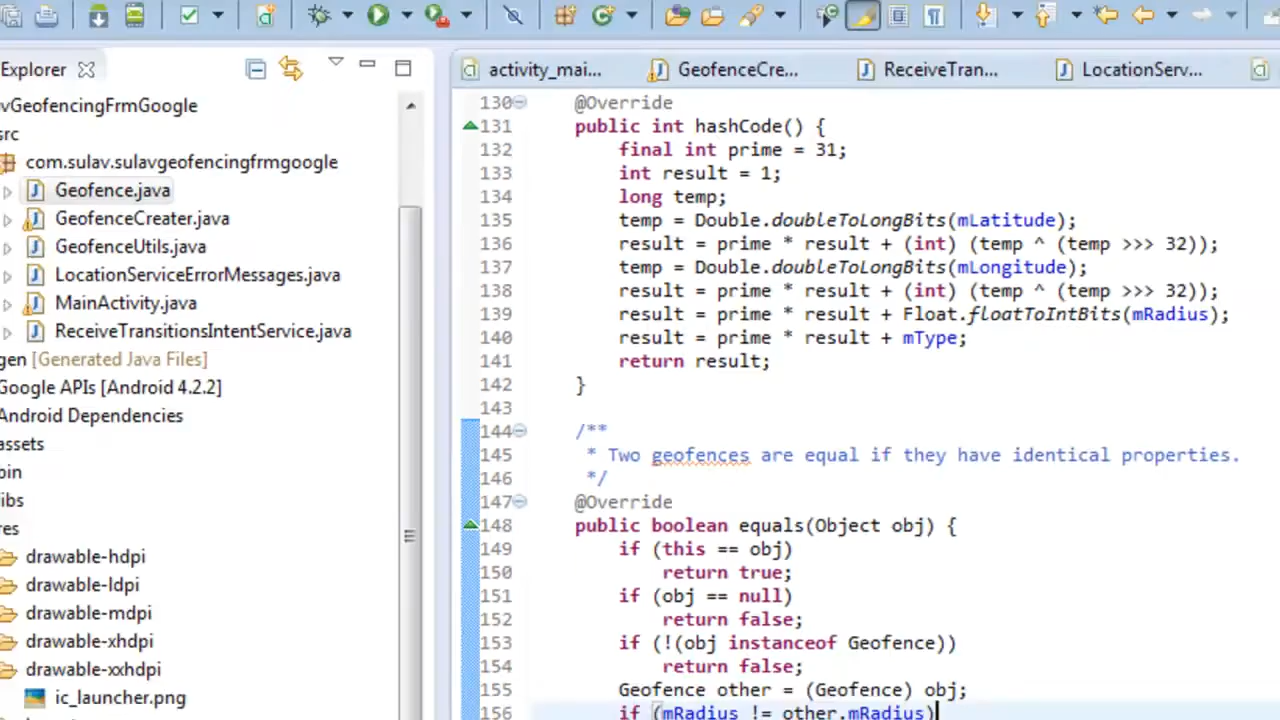 Explorer
vGeofencingFrmGoogle
src
com.sulav.sulavgeofencingfrmgoogle
Geofence.java
GeofenceCreater.java
GeofenceUtils.java
LocationServiceErrorMessages.java
MainActivity.java
ReceiveTransitionsIntentService.java
gen [Generated Java Files]
Google APIs [Android 4.2.2]
Android Dependencies
assets
bin
libs
res
drawable-hdpi
drawable-ldpi
drawable-mdpi
drawable-xhdpi
drawable-xxhdpi
ic_launcher.png
activity_mai... GeofenceCre... ReceiveTran... LocationServ...
130 @Override
131 public int hashCode() {
132 final int prime = 31;
133 int result = 1;
134 long temp;
135 temp = Double.doubleToLongBits(mLatitude);
136 result = prime * result + (int) (temp ^ (temp >>> 32));
137 temp = Double.doubleToLongBits(mLongitude);
138 result = prime * result + (int) (temp ^ (temp >>> 32));
139 result = prime * result + Float.floatToIntBits(mRadius);
140 result = prime * result + mType;
141 return result;
142 }
143
144 /**
145 * Two geofences are equal if they have identical properties.
146 */
147 @Override
148 public boolean equals(Object obj) {
149 if (this == obj)
150 return true;
151 if (obj == null)
152 return false;
153 if (!(obj instanceof Geofence))
154 return false;
155 Geofence other = (Geofence) obj;
156 if (mRadius != other.mRadius)